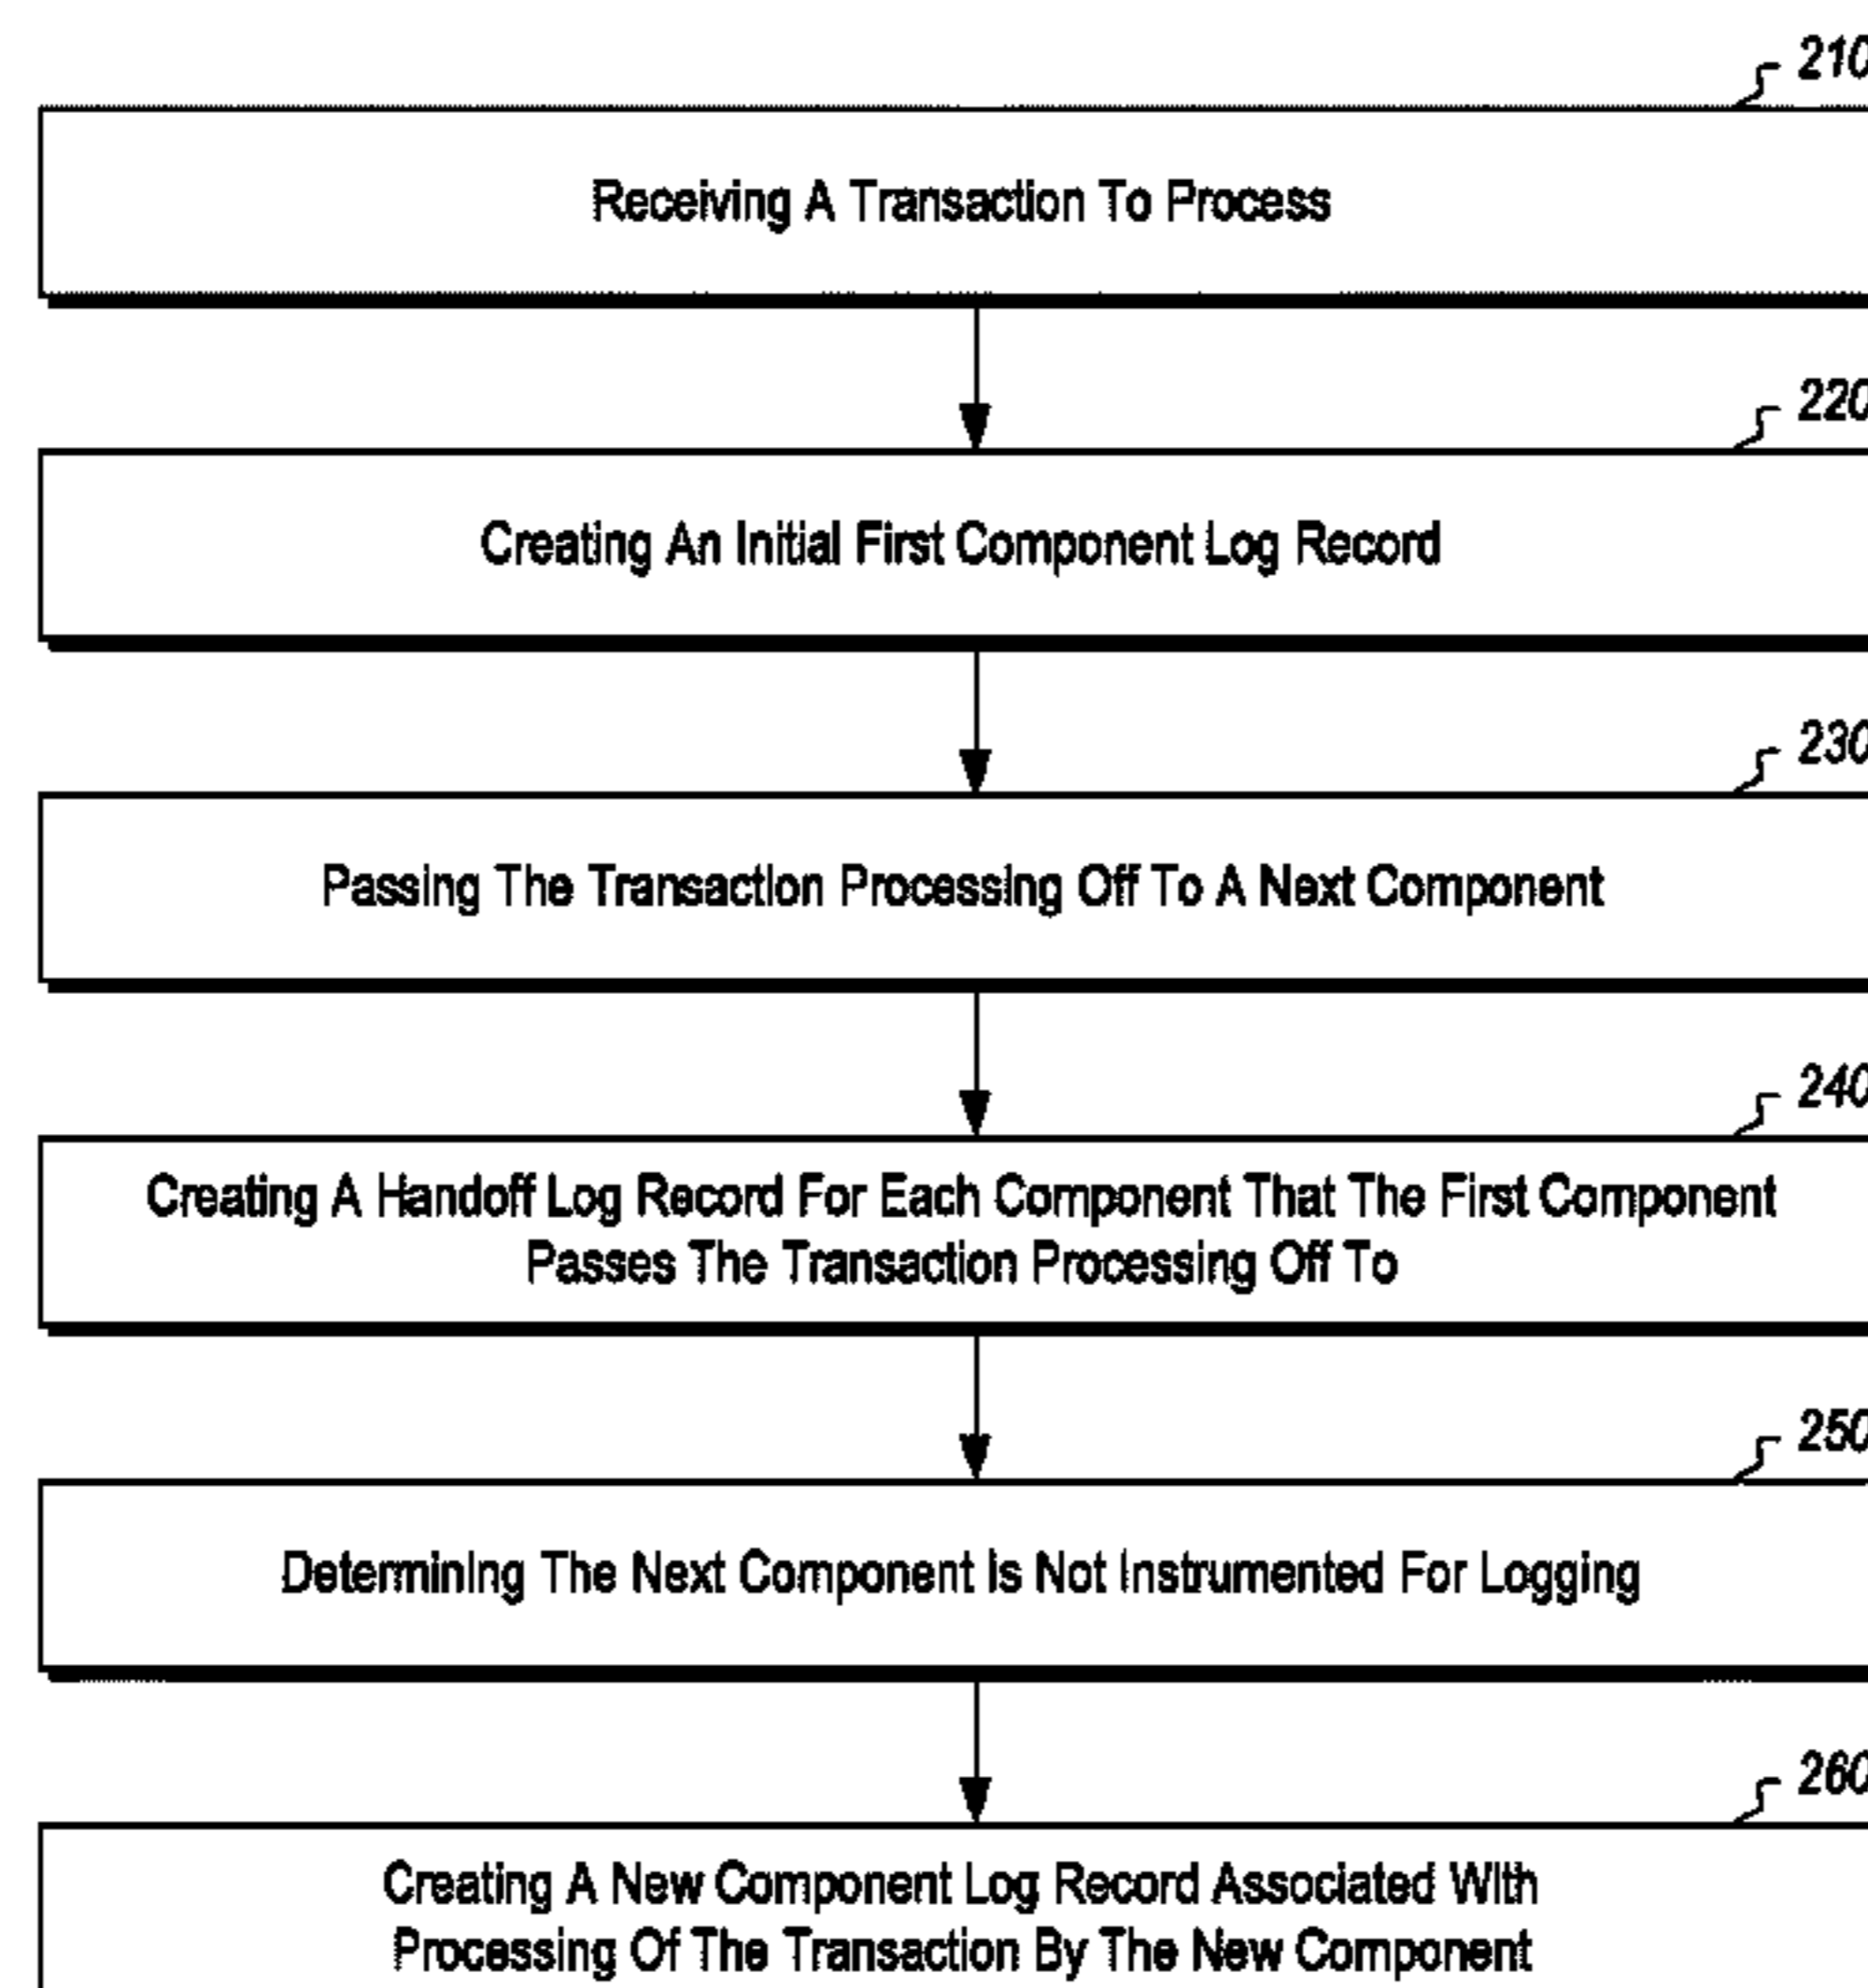 210
Receiving A Transaction To Process
220
Creating An Initial First Component Log Record
230
Passing The Transaction Processing Off To A Next Component
240
Creating A Handoff Log Record For Each Component That The First Component
Passes The Transaction Processing Off To
250
Determining The Next Component Is Not Instrumented For Logging
260
Creating A New Component Log Record Associated With
Processing Of The Transaction By The New Component